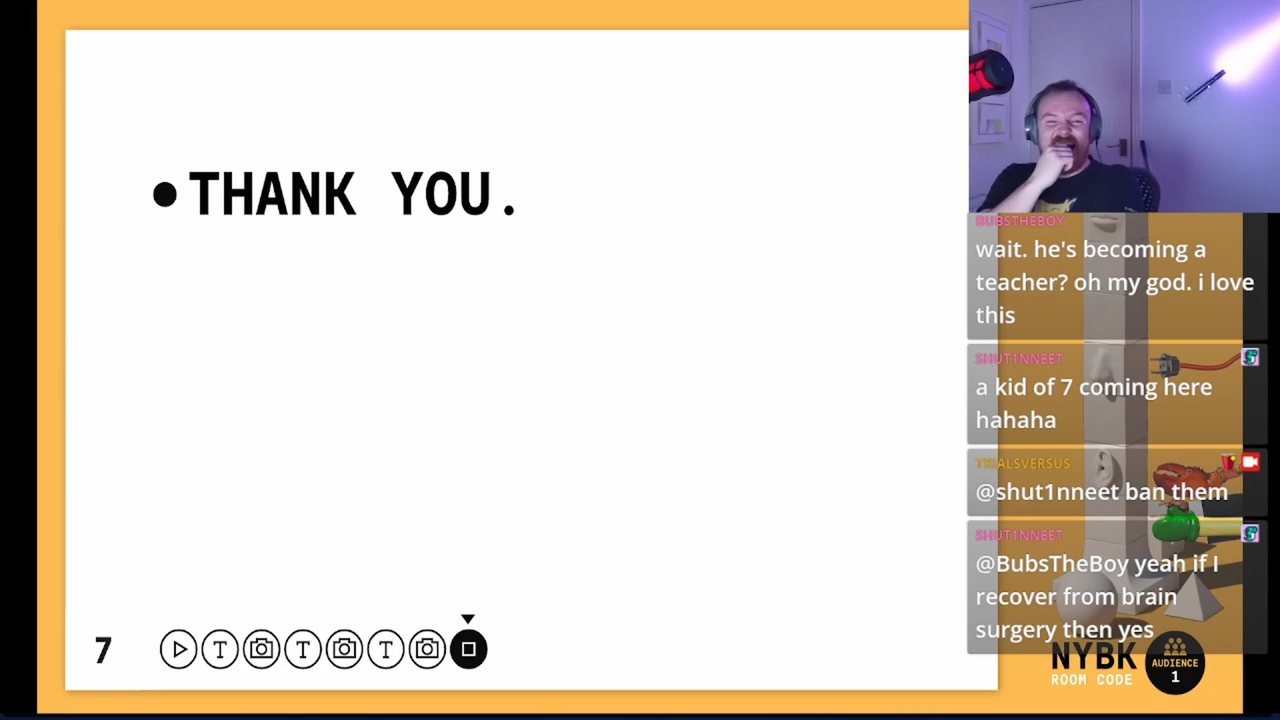 • THANK YOU.
7
T
T
T
BUBSTHEBOY
wait. he's becoming a
teacher? oh my god. i love
this
SHUT1NNEET
a kid of 7 coming here
hahaha
TRIALSVERSUS
@shut1nneet ban them
SHUT1NNEET
@BubsTheBoy yeah if I
recover from brain
surgery then yes
NYBK
ROOM CODE
AUDIENCE
1